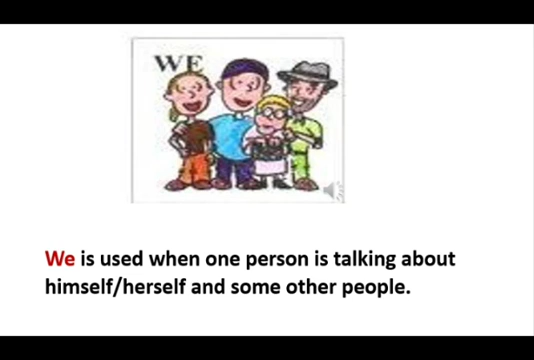 WE
We is used when one person is talking about
himself/herself and some other people.